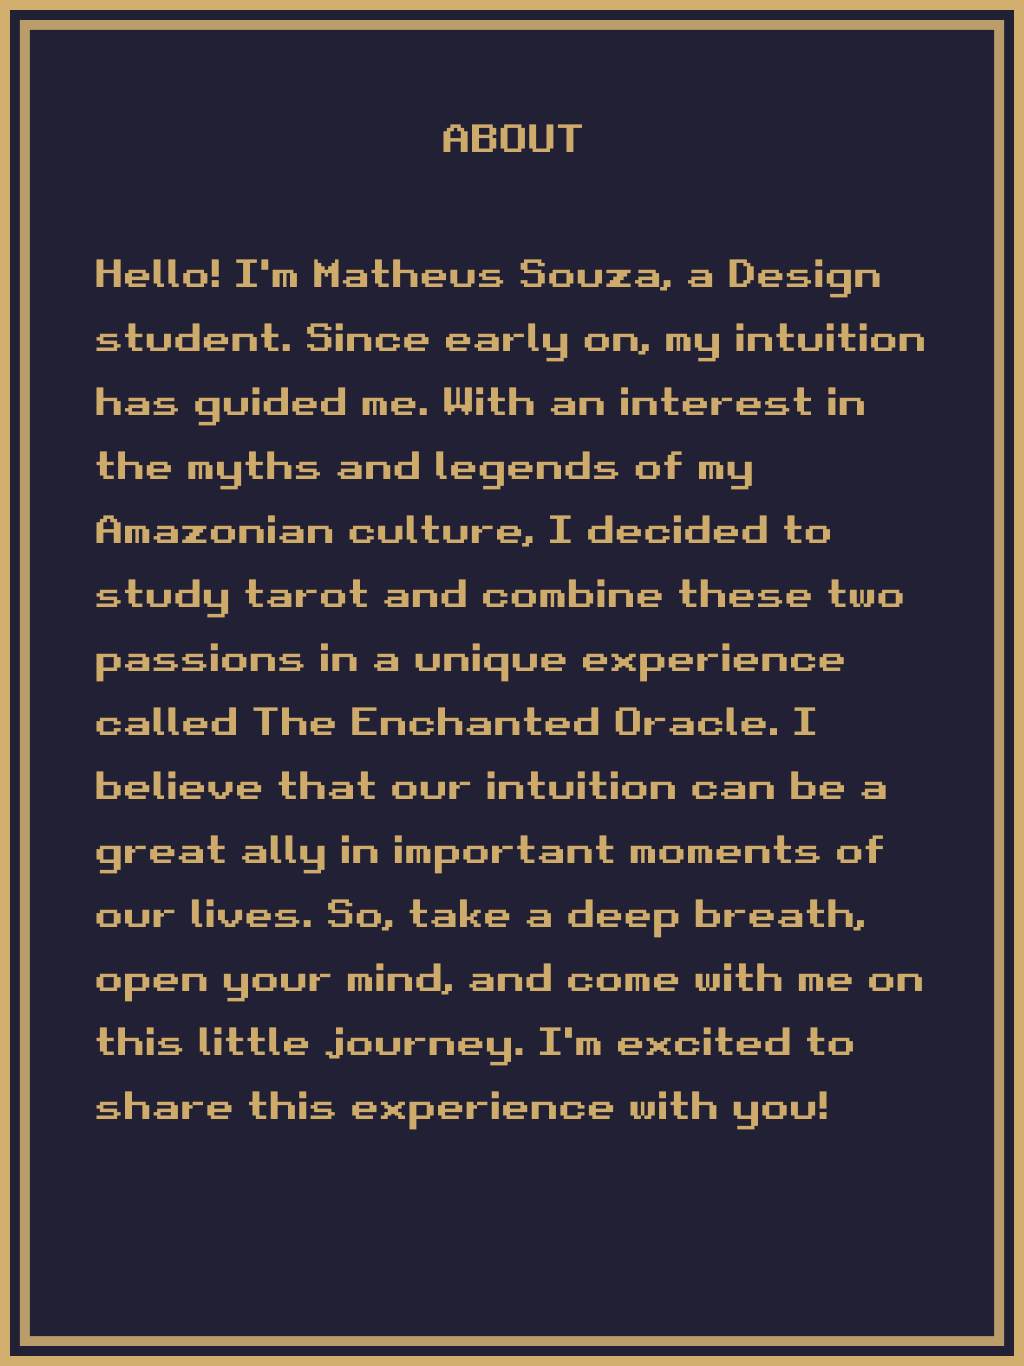 ABOUT
Hello! I'm Matheus Souza, a Design
student. Since early on, my intuition
has guided me. With an interest in
the myths and legends of my
Amazonian culture, I decided to
study tarot and combine these two
passions in a unique experience
called The Enchanted Oracle. I
believe that our intuition can be a
great ally in important moments of
our lives. So, take a deep breath,
open your mind, and come with me on
this little journey. I'm excited to
share this experience with you!